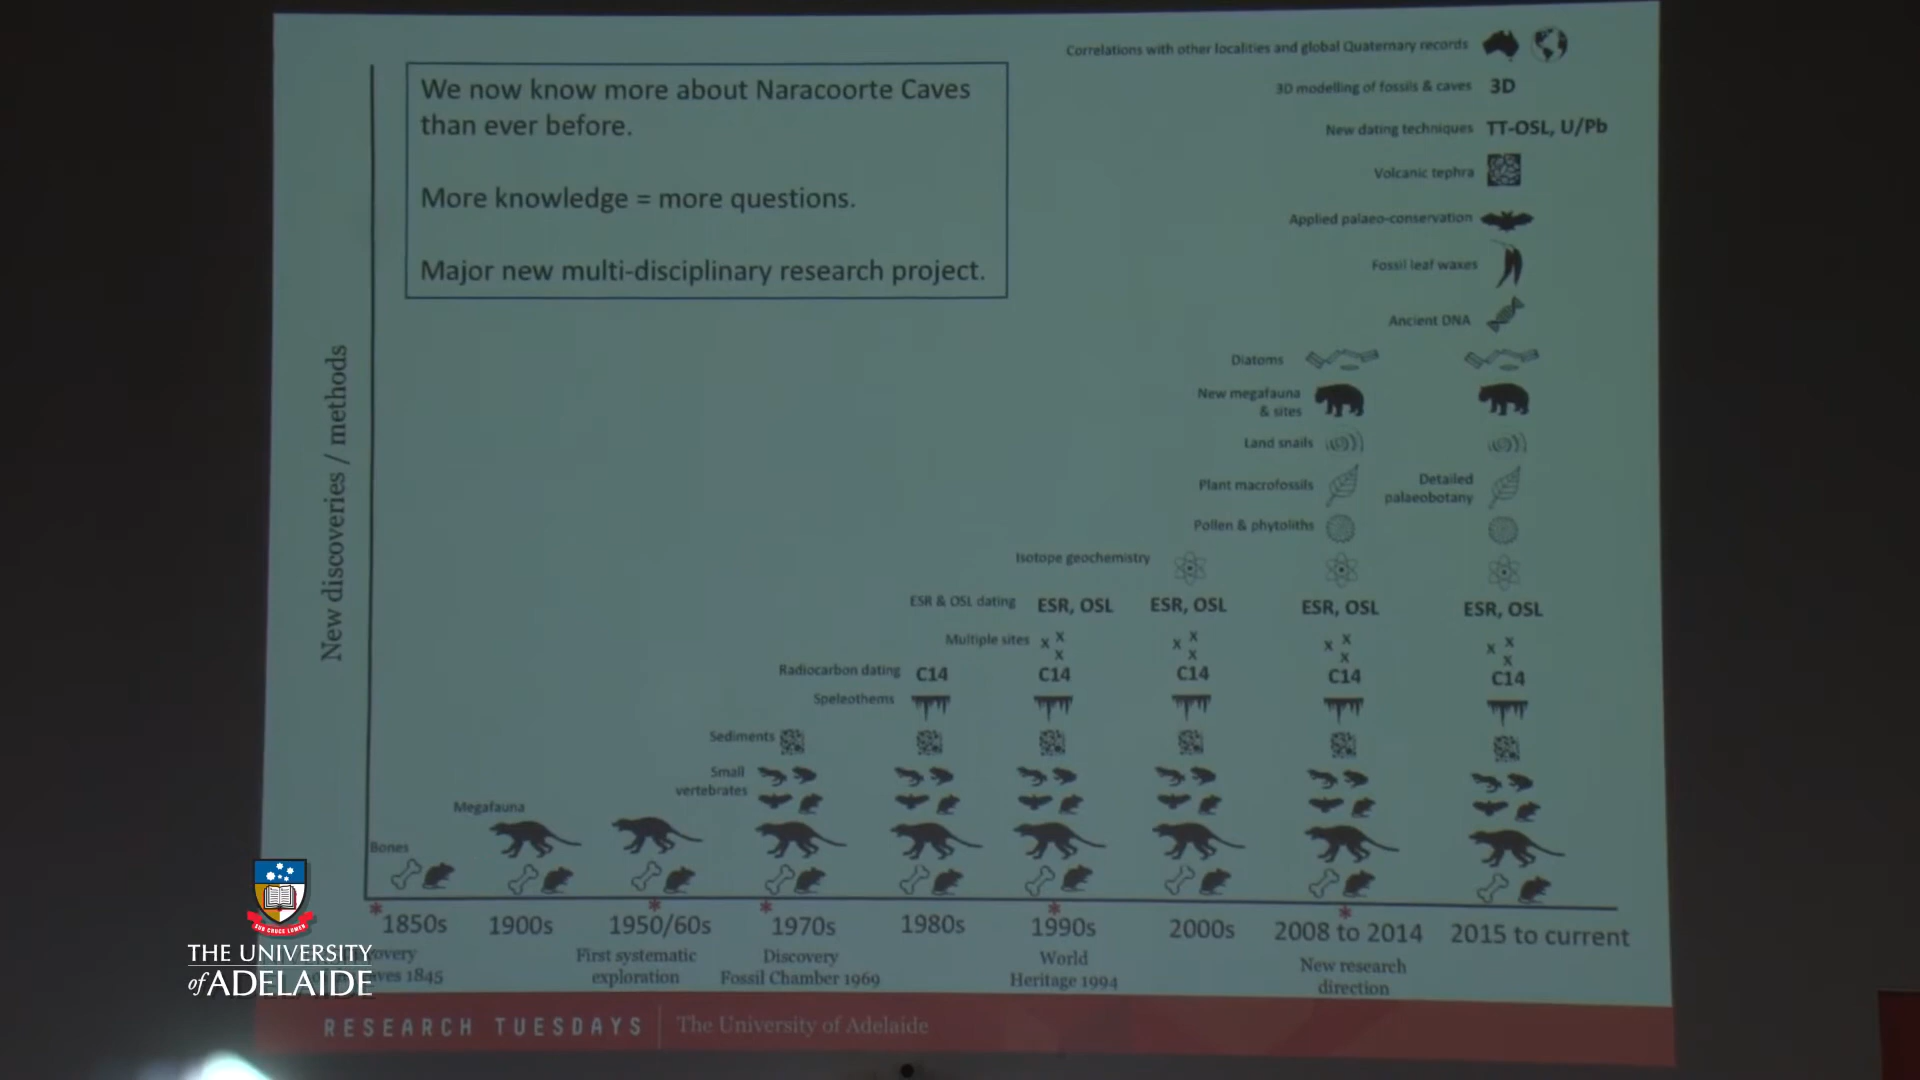 Correlations with other localities and global Quaternary records
We now know more about Naracoorte Caves
than ever before.
More knowledge = more questions.
Major new multi-disciplinary research project.
3D modelling of fossils & caves 3D
New dating techniques TT-OSL, U/Pb
Volcanic tephra
Applied palaeo-conservation
Fossil leaf waxes
Ancient DNA
Diatoms
New megafauna
& sites
Land snails
Plant macrofossils
Detailed
palaeobotany
Pollen & phytoliths
Isotope geochemistry
ESR & OSL dating ESR, OSL ESR, OSL ESR, OSL ESR, OSL
Multiple sites x x x x x x x x x x x x
Radiocarbon dating C14 C14 C14 C14 C14
Speleothems
Sediments
Small
vertebrates
Megafauna
Bones
New discoveries / methods
* * * * *
1850s 1900s 1950/60s 1970s 1980s 1990s 2000s 2008 to 2014 2015 to current
1845
First systematic
exploration
Discovery
Fossil Chamber 1969
World
Heritage 1994
New research
direction
SUB CRUCE LUMEN
THE UNIVERSITY
of ADELAIDE
RESEARCH TUESDAYS The University of Adelaide